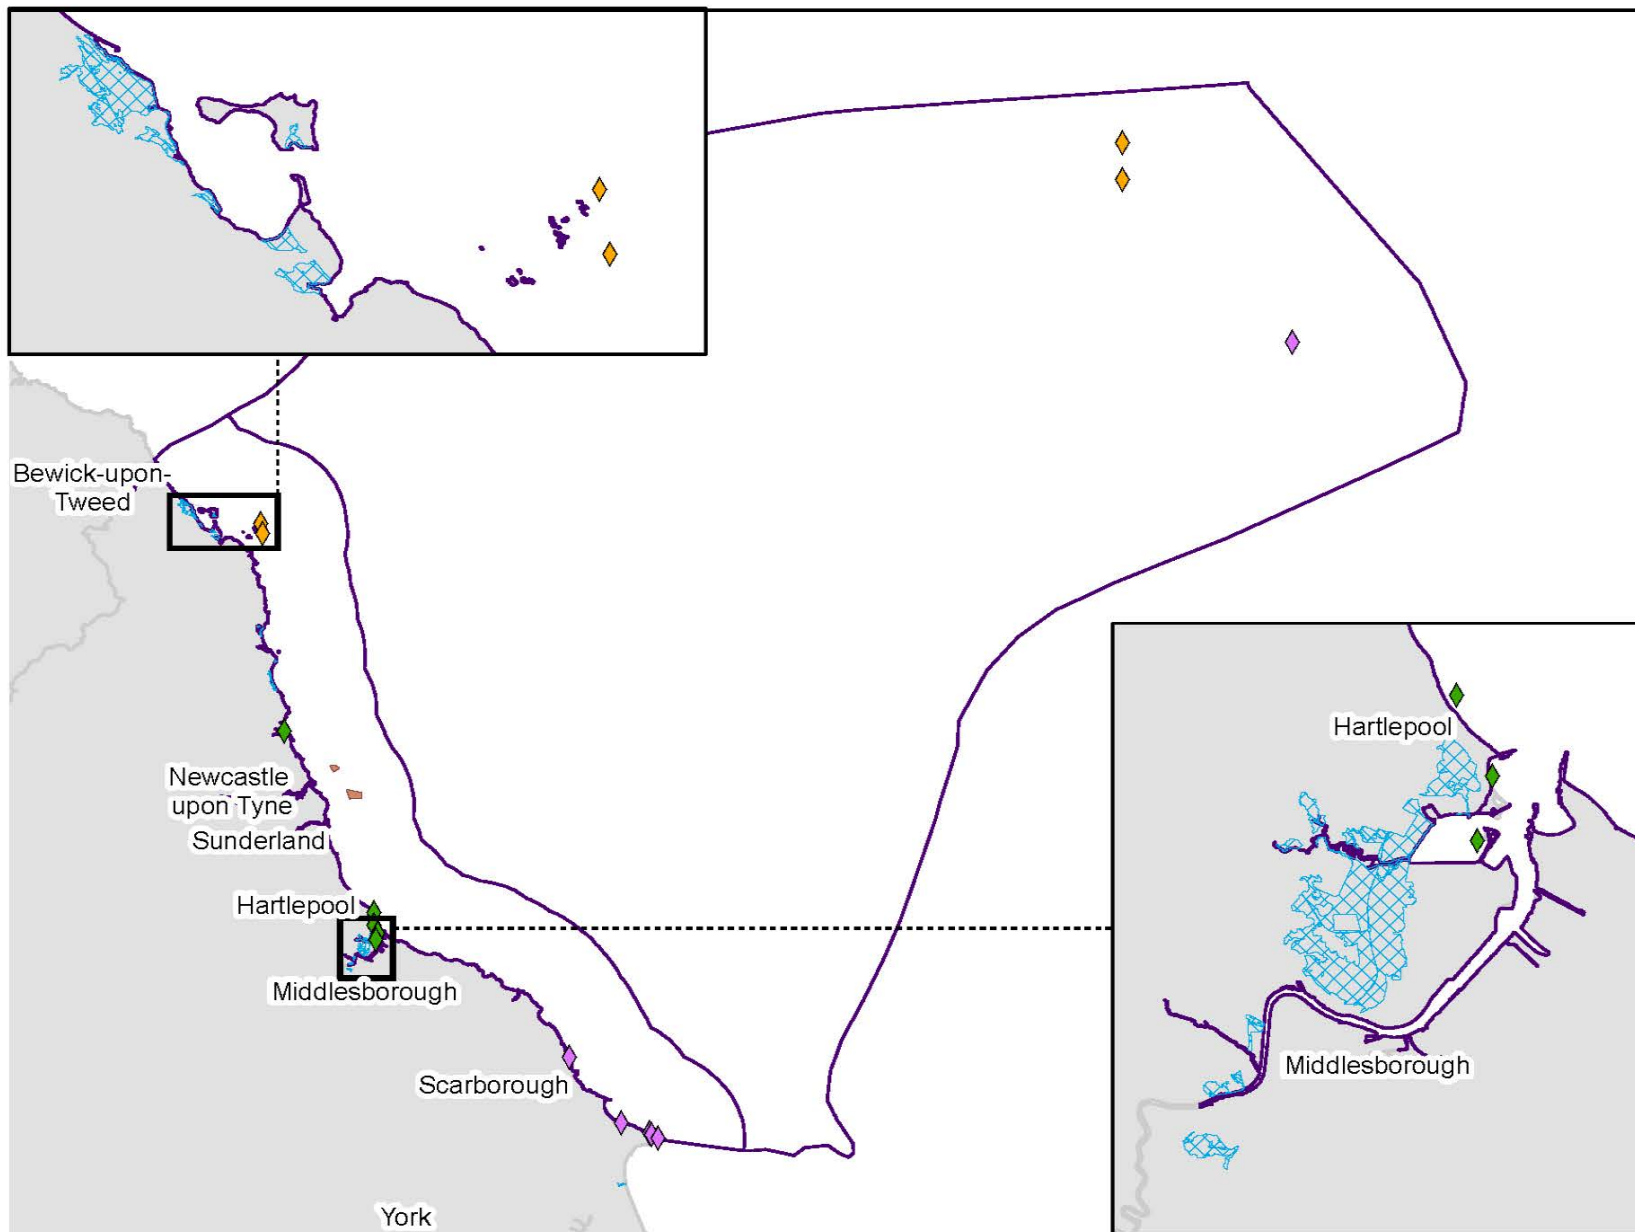 Bewick-upon-
Tweed
Newcastle
upon Tyne
Sunderland
Hartlepool
Middlesborough
Scarborough
York
Hartlepool
Middlesborough